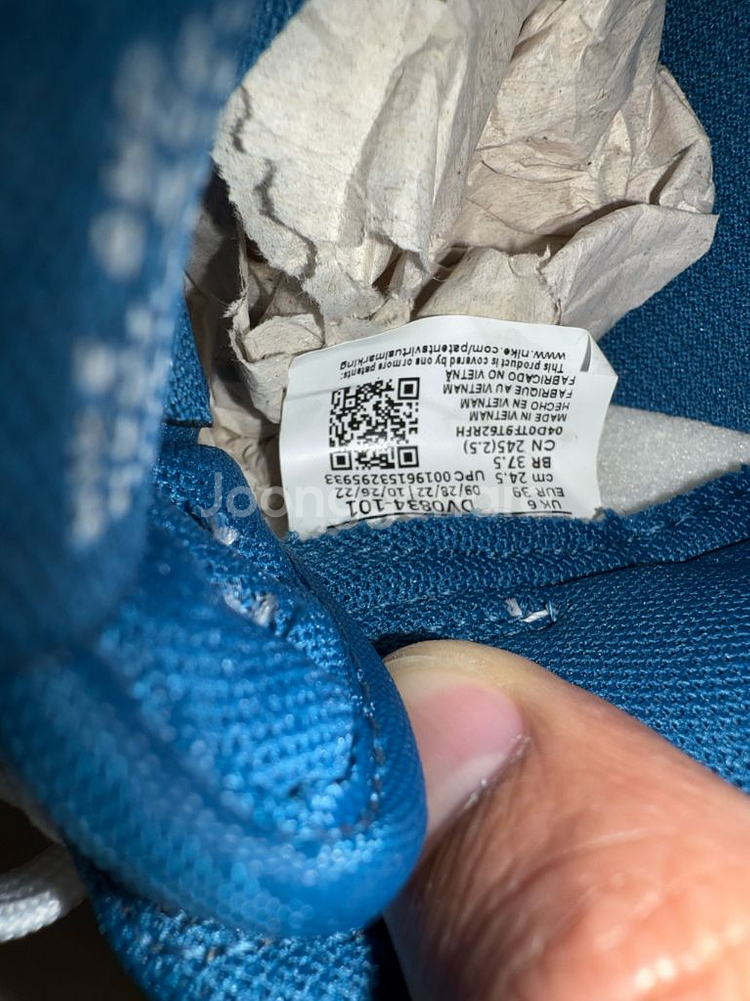 UK 6
DV0834-101
EUR 39
09/28/22 | 10/26/22
cm 24.5
UPC 00196153295933
BR 37.5
CN 245(2.5)
04D0T9T62RFH
MADE IN VIETNAM
HECHO EN VIETNAM
FABRIQUE AU VIETNAM
FABRICADO NO VIETNÃ
This product is covered by one or more patents:
www.nike.com/patentsvirtualmarking